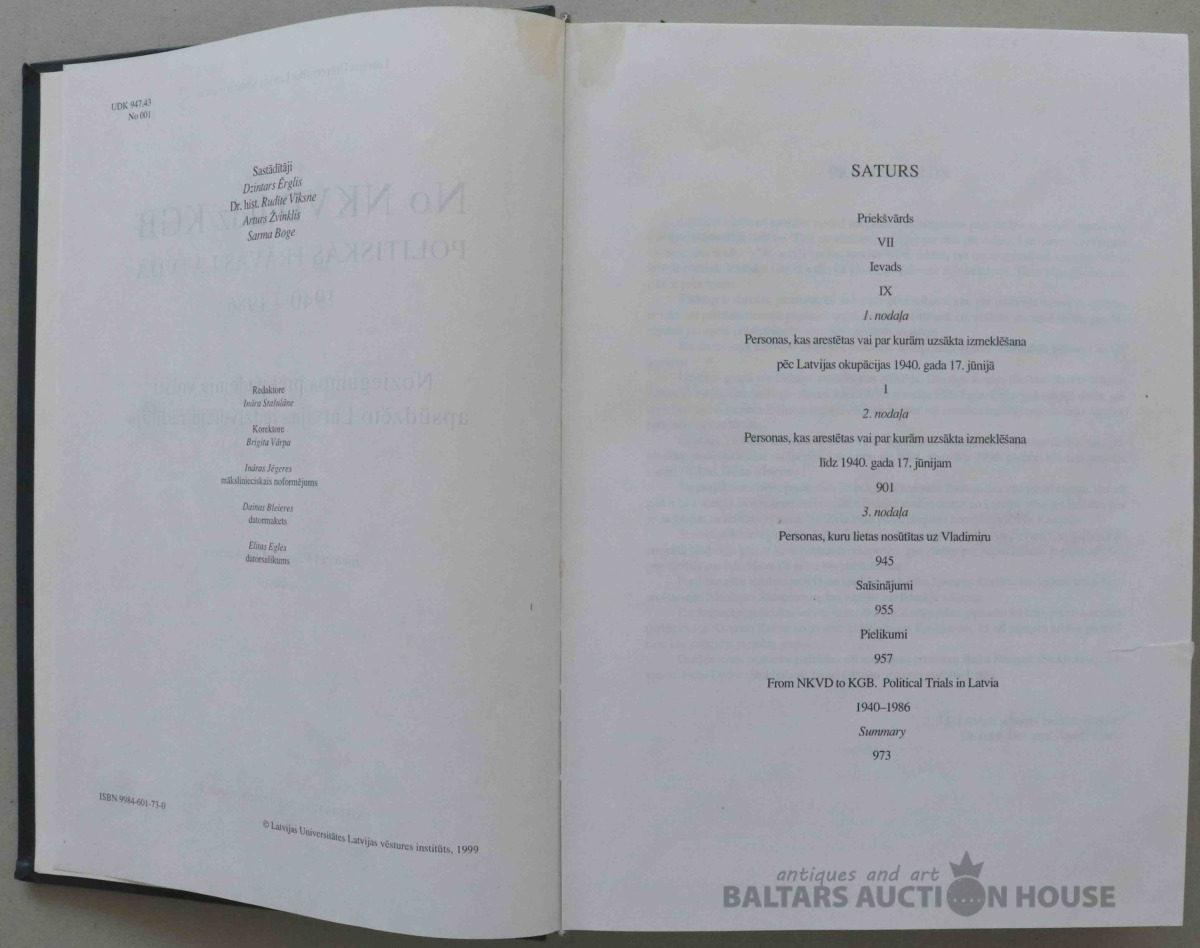 UDK 947.43
No 001
Sastādītāji
Dzintars Ērglis
Dr. hist. Rudīte Vīksne
Arturs Žvinklis
Sarma Boge
Redaktore
Ināra Stašulāne
Korektore
Brigita Vārpa
Ināras Jēgeres
mākslinieciskais noformējums
Dzintas Bleieres
datormakets
Elitas Egles
datorsalikums
ISBN 9984-601-73-0
© Latvijas Universitātes Latvijas vēstures institūts, 1999
SATURS
Priekšvārds
VII
Ievads
IX
1. nodaļa
Personas, kas arestētas vai par kurām uzsākta izmeklēšana
pēc Latvijas okupācijas 1940. gada 17. jūnijā
1
2. nodaļa
Personas, kas arestētas vai par kurām uzsākta izmeklēšana
līdz 1940. gada 17. jūnijam
901
3. nodaļa
Personas, kuru lietas nosūtītas uz Vladimiru
945
Saīsinājumi
955
Pielikumi
957
From NKVD to KGB. Political Trials in Latvia
1940–1986
Summary
973
antiques and art
BALTARS AUCTION HOUSE